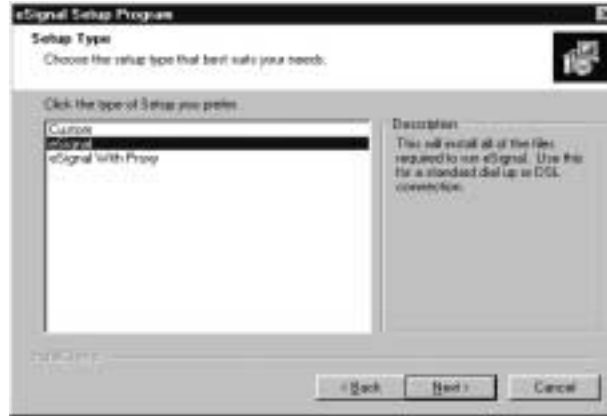 eSignal Setup Program
Setup Type
Choose the setup type that best suits your needs.
Click the type of Setup you prefer.
Custom
eSignal
eSignal With Proxy
Description
This will install all of the files
required to run eSignal. Use this
for a standard dial up or DSL
connection.
< Back
Next >
Cancel